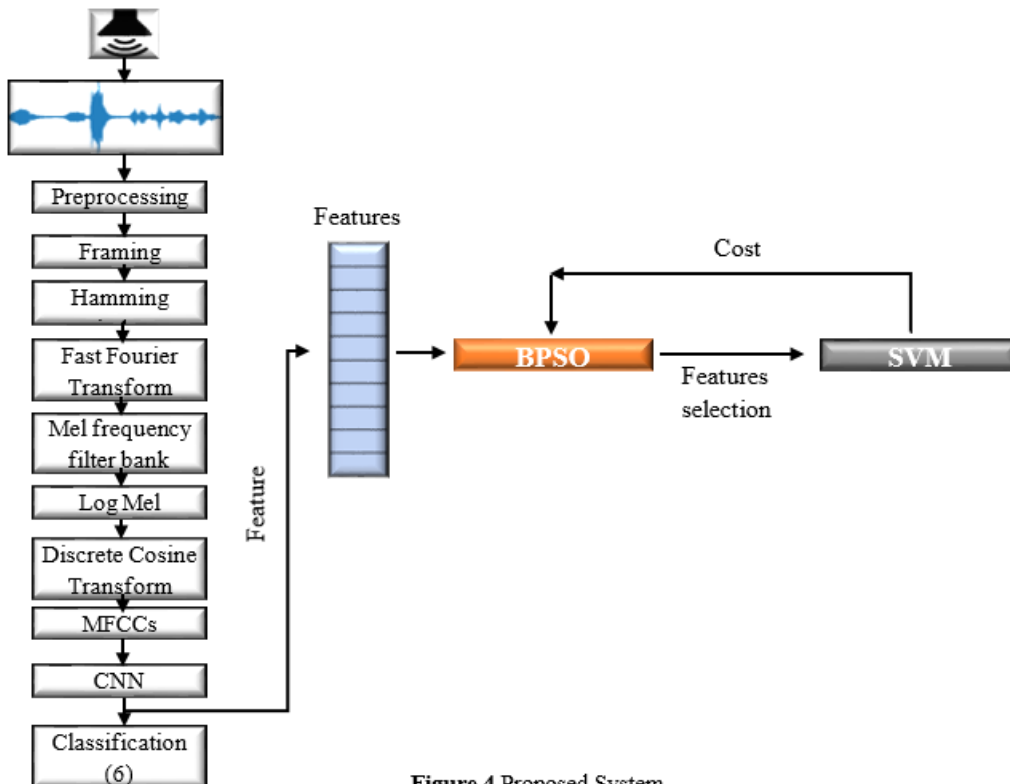 Preprocessing
Framing
Hamming
Fast Fourier
Transform
Mel frequency
filter bank
Log Mel
Discrete Cosine
Transform
MFCCs
CNN
Classification
(6)
Feature
Features
BPSO
Features
selection
Cost
SVM
Figure 4 Proposed System